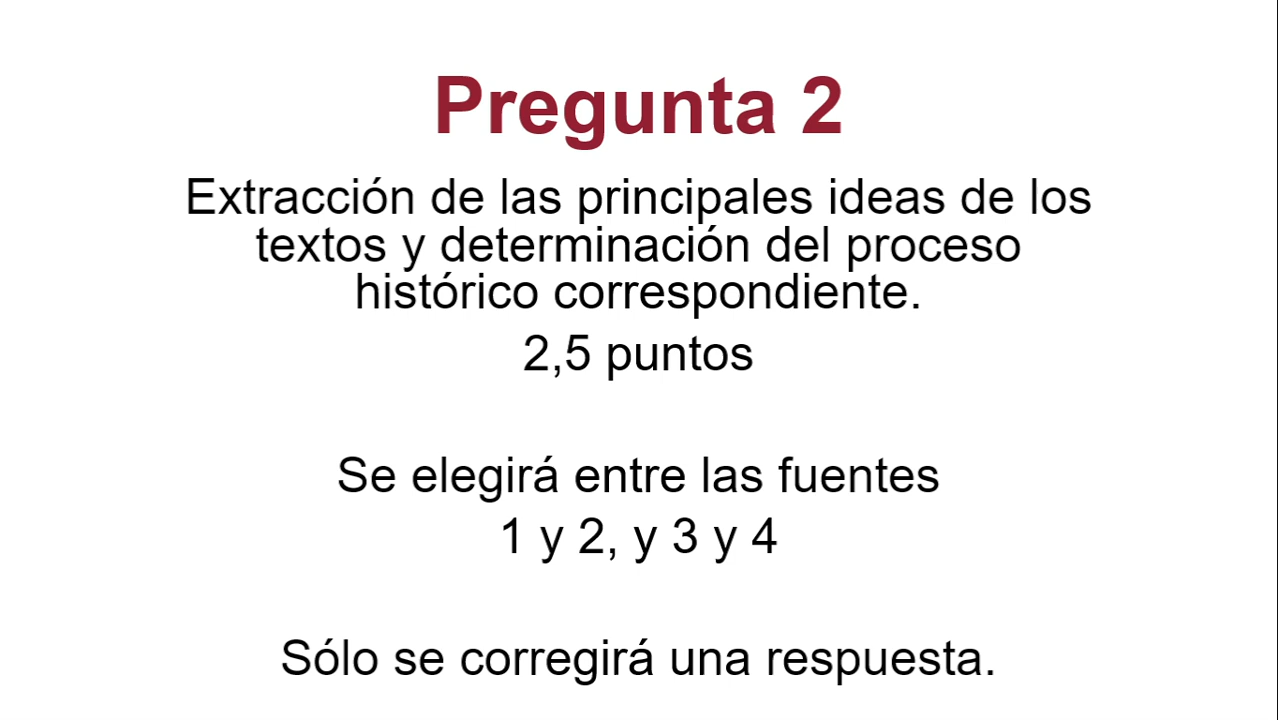 Pregunta 2
Extracción de las principales ideas de los
textos y determinación del proceso
histórico correspondiente.
2,5 puntos
Se elegirá entre las fuentes
1 y 2, y 3 y 4
Sólo se corregirá una respuesta.